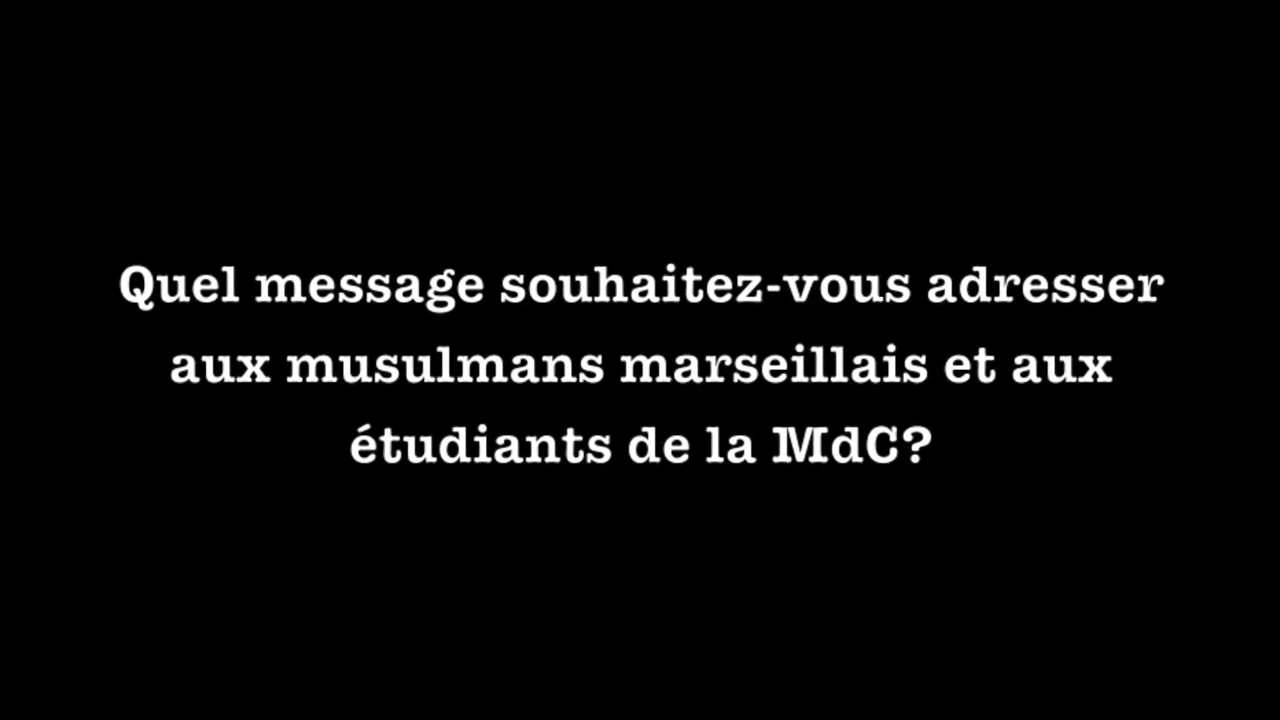 Quel message souhaitez-vous adresser
aux musulmans marseillais et aux
étudiants de la MdC?